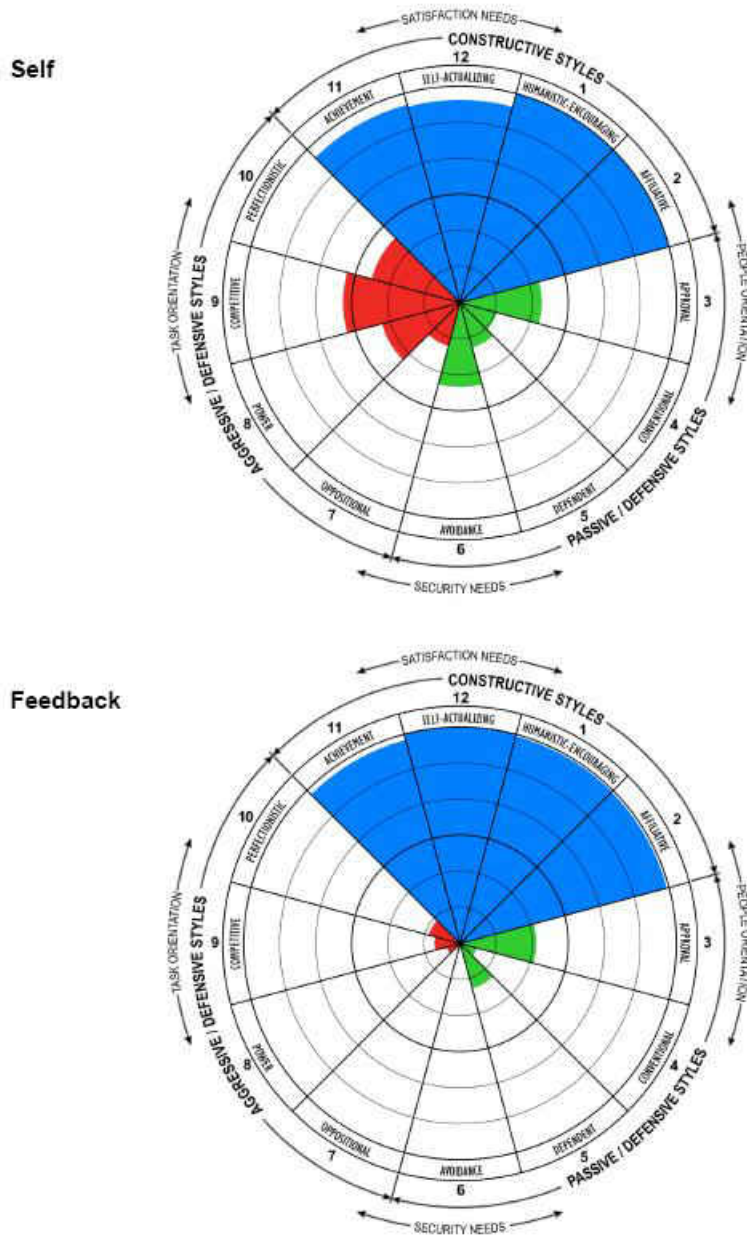 Self
SATISFACTION NEEDS
CONSTRUCTIVE STYLES
12
SELF-ACTUALIZING
11
ACHIEVEMENT
1
HUMANISTIC-ENCOURAGING
10
PERFECTIONISTIC
2
AFFILIATIVE
TASK ORIENTATION
AGGRESSIVE / DEFENSIVE STYLES
9
COMPETITIVE
APPROVAL
3
PEOPLE ORIENTATION
8
POWER
4
CONVENTIONAL
7
OPPOSITIONAL
5
DEPENDENT
PASSIVE / DEFENSIVE STYLES
AVOIDANCE
6
SECURITY NEEDS
Feedback
SATISFACTION NEEDS
CONSTRUCTIVE STYLES
12
SELF-ACTUALIZING
11
ACHIEVEMENT
1
HUMANISTIC-ENCOURAGING
10
PERFECTIONISTIC
2
AFFILIATIVE
TASK ORIENTATION
AGGRESSIVE / DEFENSIVE STYLES
9
COMPETITIVE
APPROVAL
3
PEOPLE ORIENTATION
8
POWER
4
CONVENTIONAL
7
OPPOSITIONAL
5
DEPENDENT
PASSIVE / DEFENSIVE STYLES
AVOIDANCE
6
SECURITY NEEDS